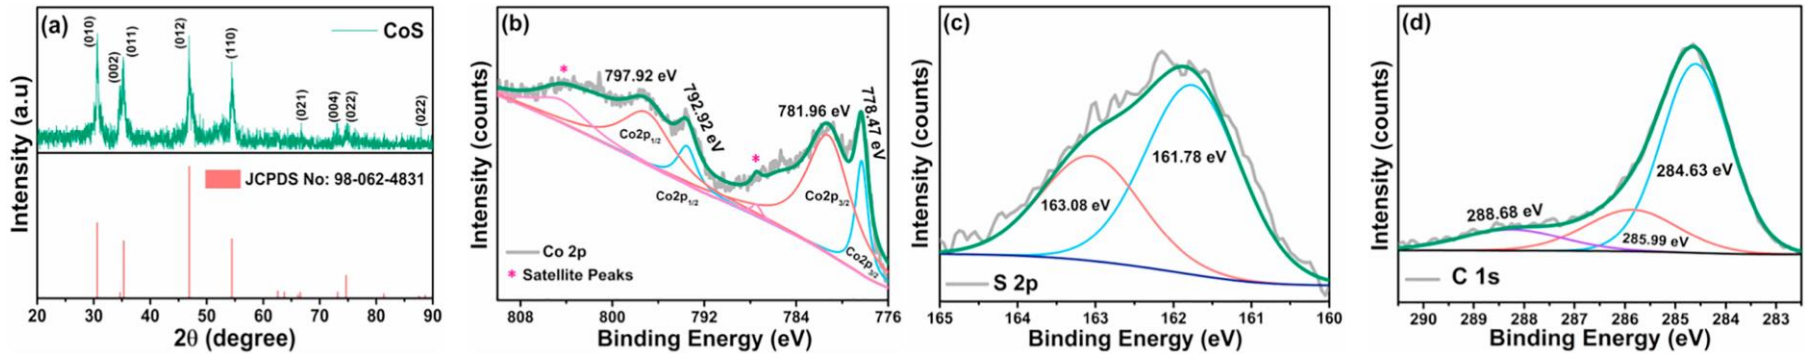 (a)
CoS
(010)
(002)
(011)
(012)
(110)
(021)
(004)
(022)
(022)
JCPDS No: 98-062-4831
Intensity (a.u)
20 30 40 50 60 70 80 90
2θ (degree)
(b)
*
797.92 eV
792.92 eV
*
781.96 eV
778.47 eV
Co2p1/2
Co2p1/2
Co2p3/2
Co2p3/2
Co 2p
* Satellite Peaks
Intensity (counts)
808 800 792 784 776
Binding Energy (eV)
(c)
161.78 eV
163.08 eV
S 2p
Intensity (counts)
165 164 163 162 161 160
Binding Energy (eV)
(d)
284.63 eV
288.68 eV
285.99 eV
C 1s
Intensity (counts)
290 289 288 287 286 285 284 283
Binding Energy (eV)